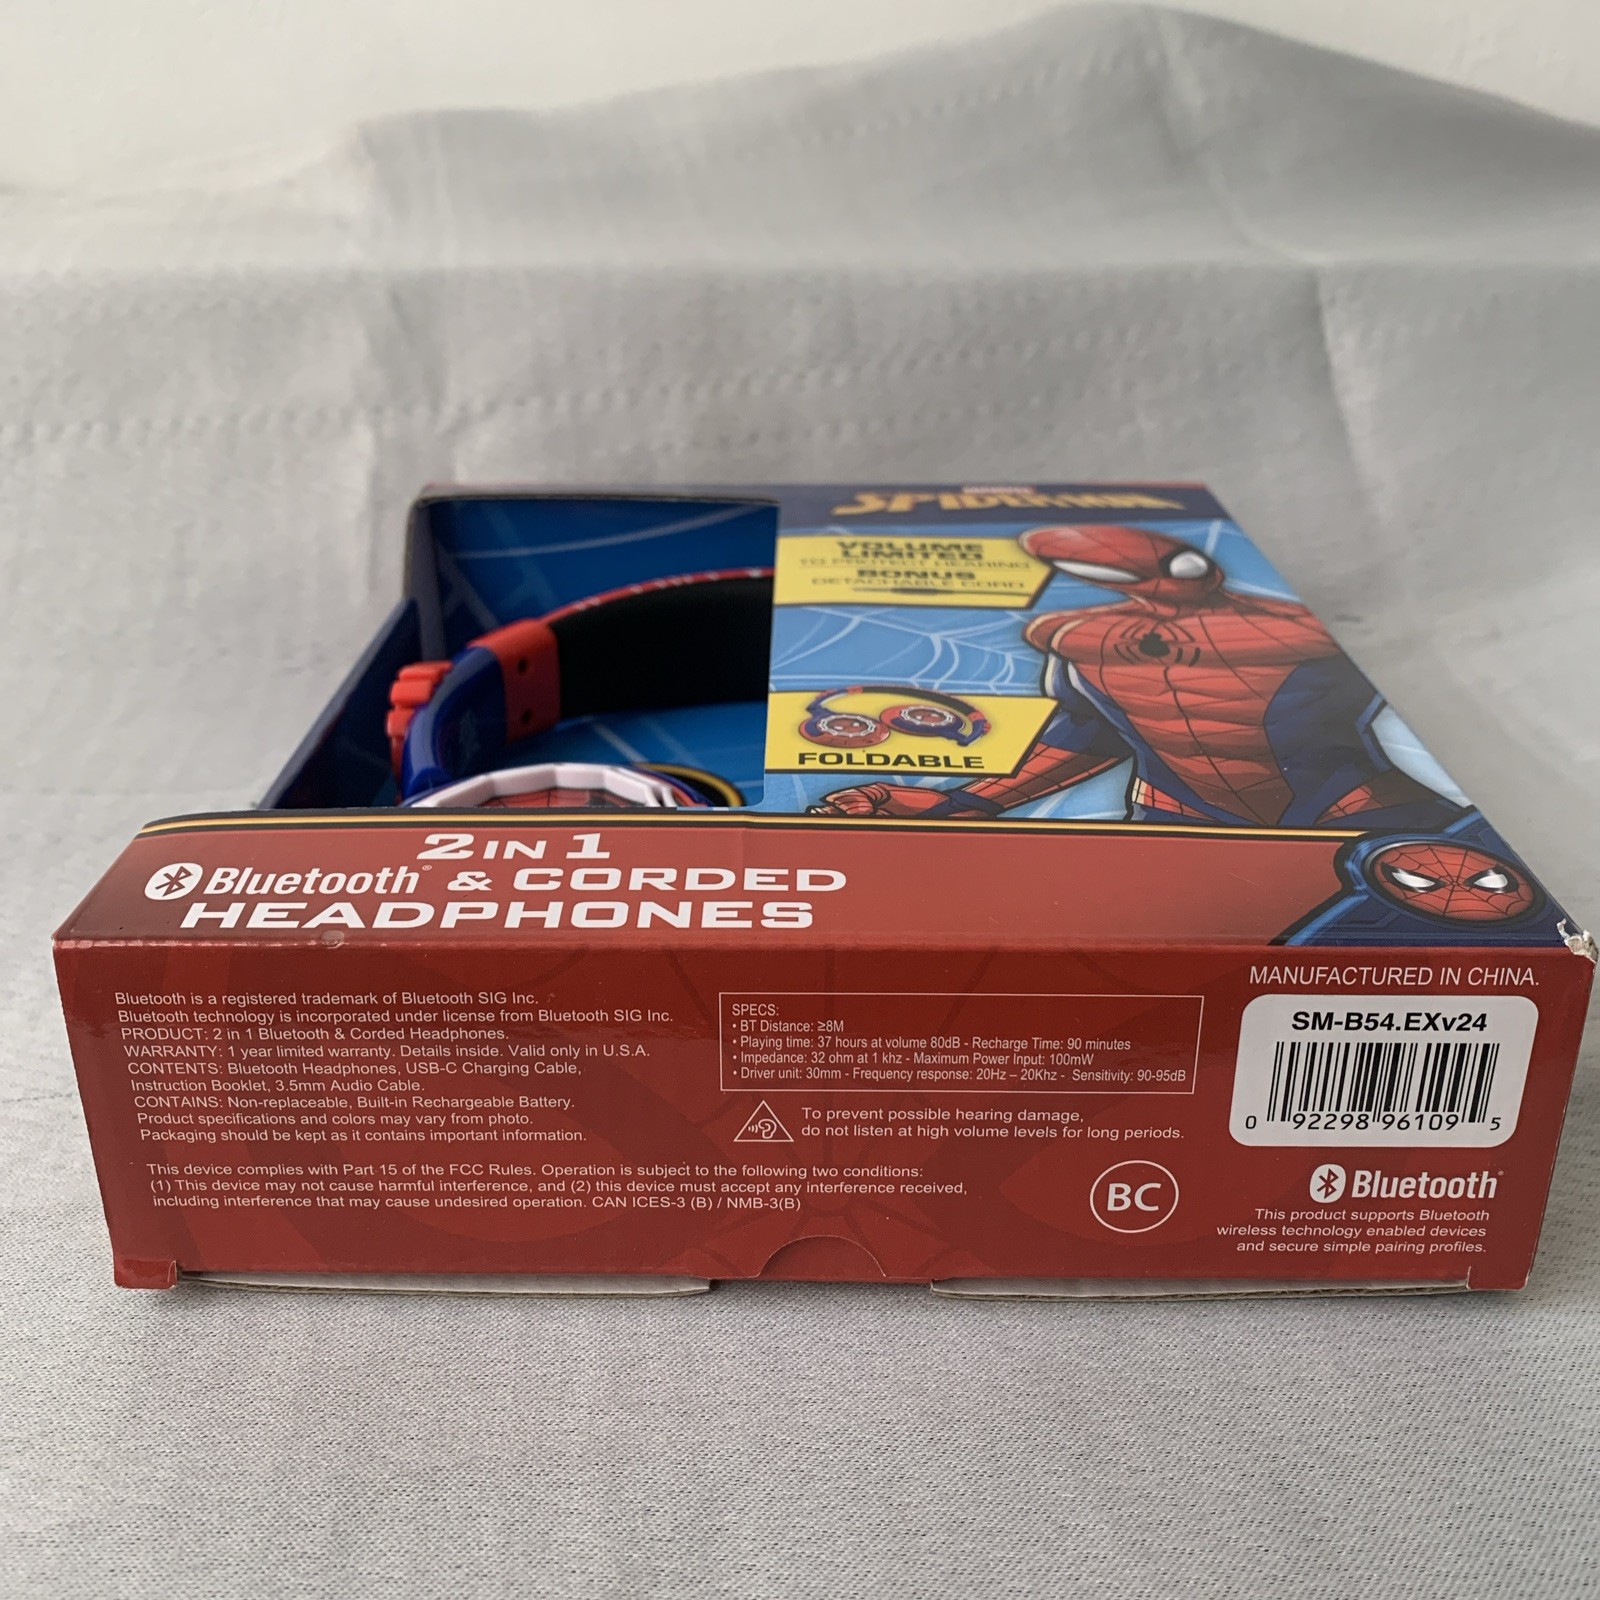 SPIDER-MAN
VOLUME
LIMITED
TO PROTECT HEARING
BONUS
DETACHABLE CORD
FOLDABLE
2 IN 1
Bluetooth® & CORDED
HEADPHONES
Bluetooth is a registered trademark of Bluetooth SIG Inc.
Bluetooth technology is incorporated under license from Bluetooth SIG Inc.
PRODUCT: 2 in 1 Bluetooth & Corded Headphones.
WARRANTY: 1 year limited warranty. Details inside. Valid only in U.S.A.
CONTENTS: Bluetooth Headphones, USB-C Charging Cable,
Instruction Booklet, 3.5mm Audio Cable.
CONTAINS: Non-replaceable, Built-in Rechargeable Battery.
Product specifications and colors may vary from photo.
Packaging should be kept as it contains important information.
This device complies with Part 15 of the FCC Rules. Operation is subject to the following two conditions:
(1) This device may not cause harmful interference, and (2) this device must accept any interference received,
including interference that may cause undesired operation. CAN ICES-3 (B) / NMB-3(B)
SPECS:
• BT Distance: ≥8M
• Playing time: 37 hours at volume 80dB - Recharge Time: 90 minutes
• Impedance: 32 ohm at 1 khz - Maximum Power Input: 100mW
• Driver unit: 30mm - Frequency response: 20Hz – 20Khz - Sensitivity: 90-95dB
To prevent possible hearing damage,
do not listen at high volume levels for long periods.
BC
MANUFACTURED IN CHINA.
SM-B54.EXv24
0 92298 96109 5
Bluetooth®
This product supports Bluetooth
wireless technology enabled devices
and secure simple pairing profiles.